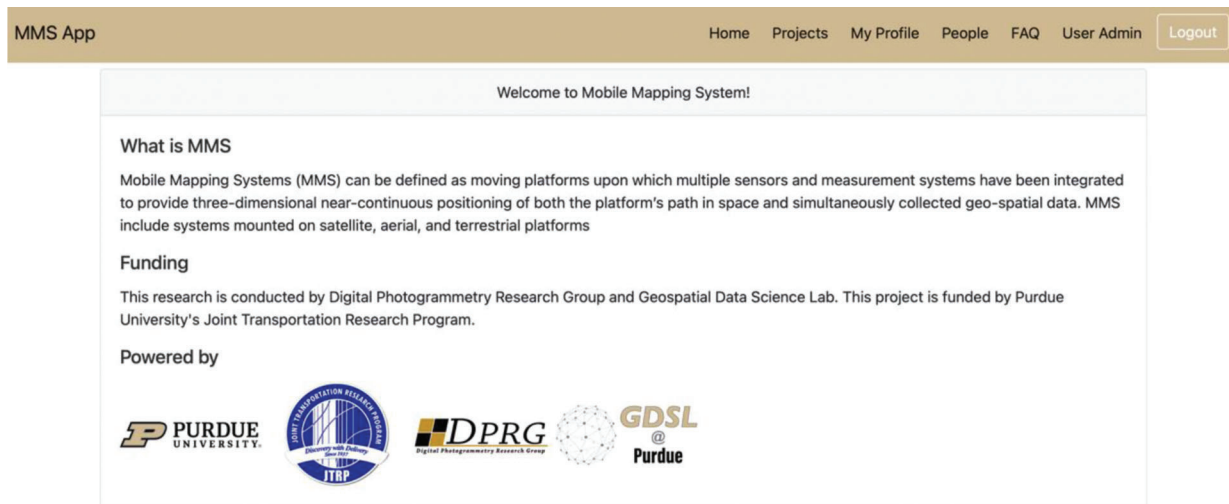 MMS App
Home Projects My Profile People FAQ User Admin Logout
Welcome to Mobile Mapping System!
What is MMS
Mobile Mapping Systems (MMS) can be defined as moving platforms upon which multiple sensors and measurement systems have been integrated
to provide three-dimensional near-continuous positioning of both the platform's path in space and simultaneously collected geo-spatial data. MMS
include systems mounted on satellite, aerial, and terrestrial platforms
Funding
This research is conducted by Digital Photogrammetry Research Group and Geospatial Data Science Lab. This project is funded by Purdue
University's Joint Transportation Research Program.
Powered by
P PURDUE
UNIVERSITY.
JOINT TRANSPORTATION RESEARCH PROGRAM
Discovery with Delivery
Since 1937
JTRP
DPRG
Digital Photogrammetry Research Group
GDSL
@
Purdue